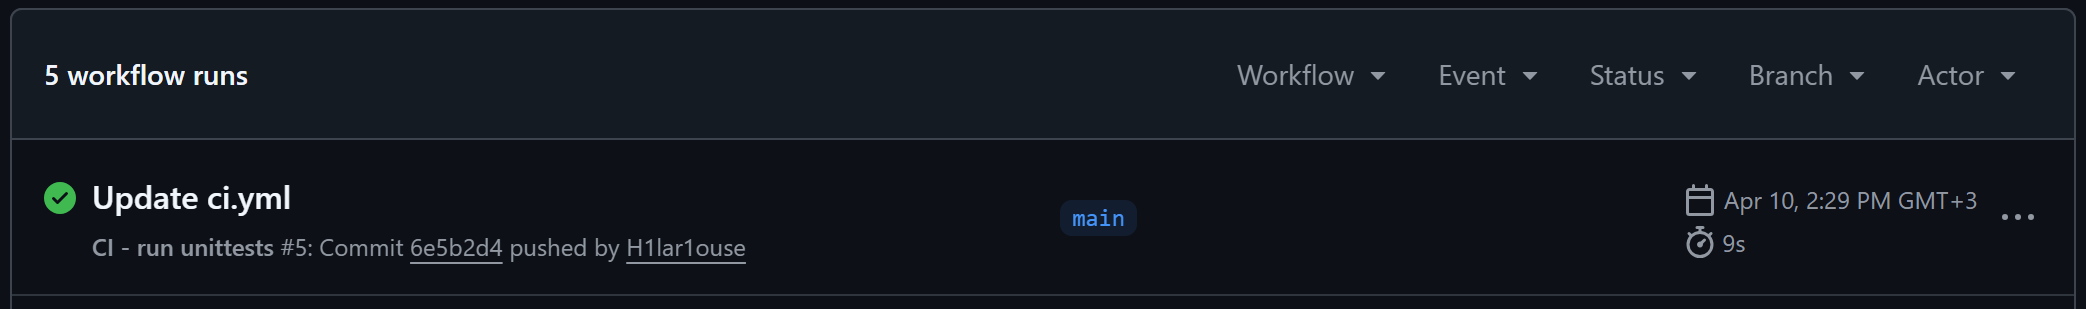 5 workflow runs Workflow Event Status Branch Actor
Update ci.yml
CI - run unittests #5: Commit 6e5b2d4 pushed by H1lar1ouse
main
Apr 10, 2:29 PM GMT+3
9s